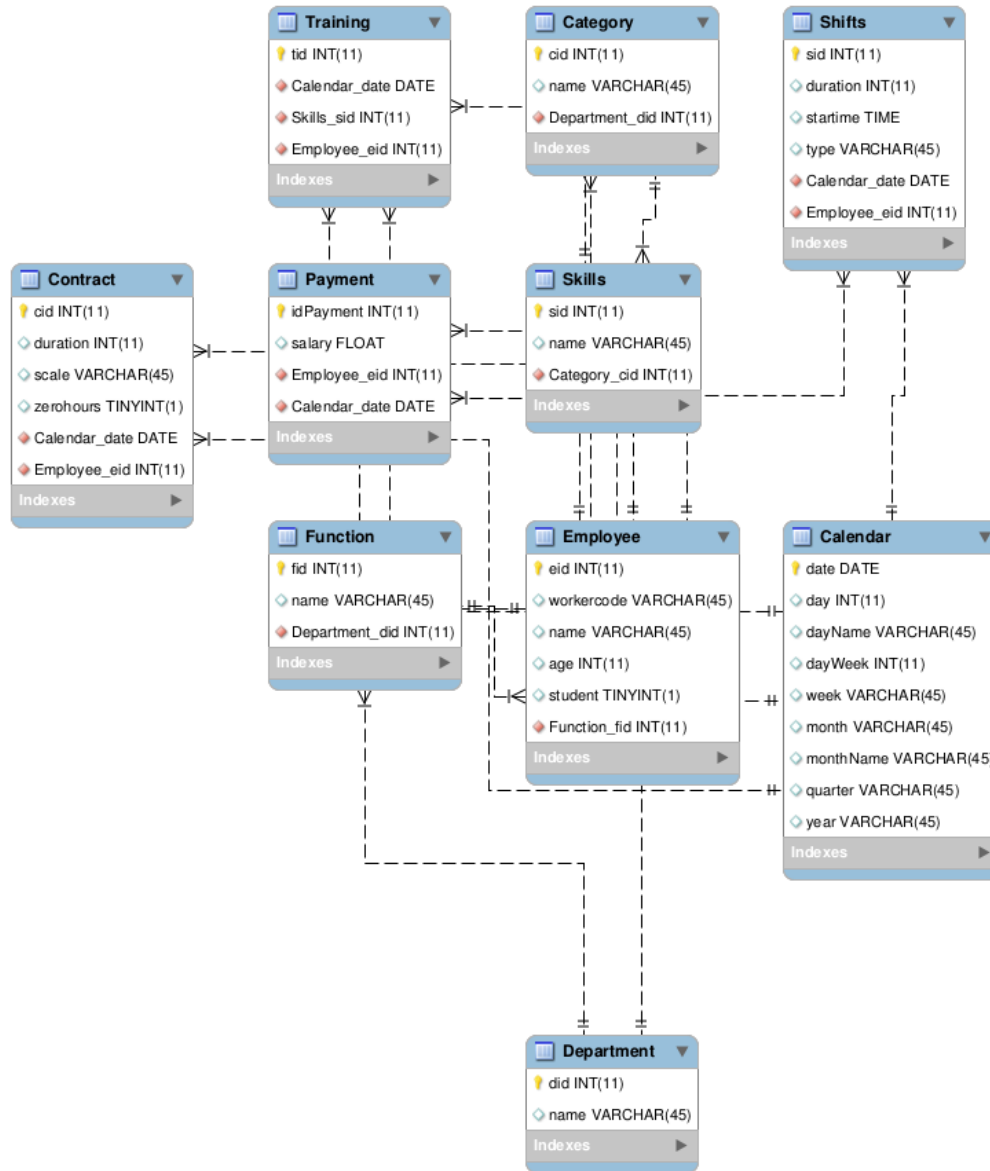 Training
tid INT(11)
Calendar_date DATE
Skills_sid INT(11)
Employee_eid INT(11)
Indexes
Category
cid INT(11)
name VARCHAR(45)
Department_did INT(11)
Indexes
Shifts
sid INT(11)
duration INT(11)
startime TIME
type VARCHAR(45)
Calendar_date DATE
Employee_eid INT(11)
Indexes
Contract
cid INT(11)
duration INT(11)
scale VARCHAR(45)
zerohours TINYINT(1)
Calendar_date DATE
Employee_eid INT(11)
Indexes
Payment
idPayment INT(11)
salary FLOAT
Employee_eid INT(11)
Calendar_date DATE
Indexes
Skills
sid INT(11)
name VARCHAR(45)
Category_cid INT(11)
Indexes
Function
fid INT(11)
name VARCHAR(45)
Department_did INT(11)
Indexes
Employee
eid INT(11)
workercode VARCHAR(45)
name VARCHAR(45)
age INT(11)
student TINYINT(1)
Function_fid INT(11)
Indexes
Calendar
date DATE
day INT(11)
dayName VARCHAR(45)
dayWeek INT(11)
week VARCHAR(45)
month VARCHAR(45)
monthName VARCHAR(45)
quarter VARCHAR(45)
year VARCHAR(45)
Indexes
Department
did INT(11)
name VARCHAR(45)
Indexes